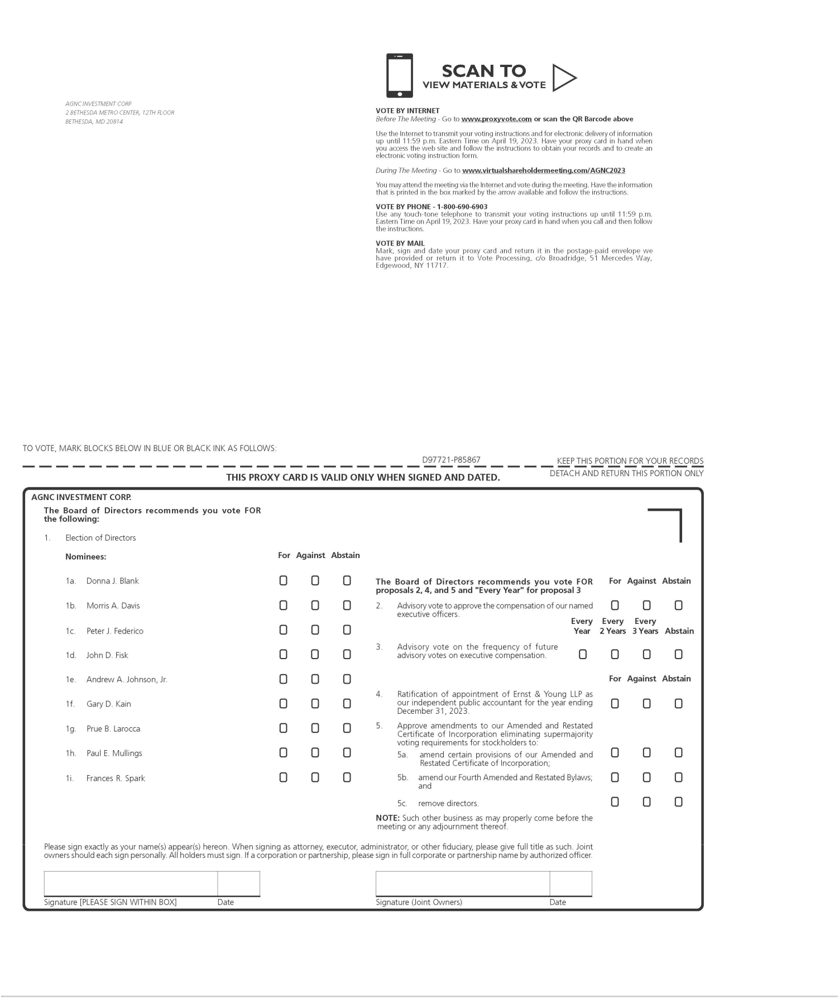 SCAN TO
VIEW MATERIALS & VOTE
AGNC INVESTMENT CORP.
2 BETHESDA METRO CENTER, 12TH FLOOR
BETHESDA, MD 20814
VOTE BY INTERNET
Before The Meeting - Go to www.proxyvote.com or scan the QR Barcode above
Use the Internet to transmit your voting instructions and for electronic delivery of information
up until 11:59 p.m. Eastern Time on April 19, 2023. Have your proxy card in hand when
you access the web site and follow the instructions to obtain your records and to create an
electronic voting instruction form.
During The Meeting - Go to www.virtualshareholdermeeting.com/AGNC2023
You may attend the meeting via the Internet and vote during the meeting. Have the information
that is printed in the box marked by the arrow available and follow the instructions.
VOTE BY PHONE - 1-800-690-6903
Use any touch-tone telephone to transmit your voting instructions up until 11:59 p.m.
Eastern Time on April 19, 2023. Have your proxy card in hand when you call and then follow
the instructions.
VOTE BY MAIL
Mark, sign and date your proxy card and return it in the postage-paid envelope we
have provided or return it to Vote Processing, c/o Broadridge, 51 Mercedes Way,
Edgewood, NY 11717.
TO VOTE, MARK BLOCKS BELOW IN BLUE OR BLACK INK AS FOLLOWS:
D97721-P85867
KEEP THIS PORTION FOR YOUR RECORDS
DETACH AND RETURN THIS PORTION ONLY
THIS PROXY CARD IS VALID ONLY WHEN SIGNED AND DATED.
AGNC INVESTMENT CORP.
The Board of Directors recommends you vote FOR
the following:
1. Election of Directors
Nominees: For Against Abstain
1a. Donna J. Blank
1b. Morris A. Davis
1c. Peter J. Federico
1d. John D. Fisk
1e. Andrew A. Johnson, Jr.
1f. Gary D. Kain
1g. Prue B. Larocca
1h. Paul E. Mullings
1i. Frances R. Spark
The Board of Directors recommends you vote FOR For Against Abstain
proposals 2, 4, and 5 and "Every Year" for proposal 3
2. Advisory vote to approve the compensation of our named
executive officers.
Every Every Every
Year 2 Years 3 Years Abstain
3. Advisory vote on the frequency of future
advisory votes on executive compensation.
For Against Abstain
4. Ratification of appointment of Ernst & Young LLP as
our independent public accountant for the year ending
December 31, 2023.
5. Approve amendments to our Amended and Restated
Certificate of Incorporation eliminating supermajority
voting requirements for stockholders to:
5a. amend certain provisions of our Amended and
Restated Certificate of Incorporation;
5b. amend our Fourth Amended and Restated Bylaws;
and
5c. remove directors.
NOTE: Such other business as may properly come before the
meeting or any adjournment thereof.
Please sign exactly as your name(s) appear(s) hereon. When signing as attorney, executor, administrator, or other fiduciary, please give full title as such. Joint
owners should each sign personally. All holders must sign. If a corporation or partnership, please sign in full corporate or partnership name by authorized officer.
Signature [PLEASE SIGN WITHIN BOX] Date
Signature (Joint Owners) Date